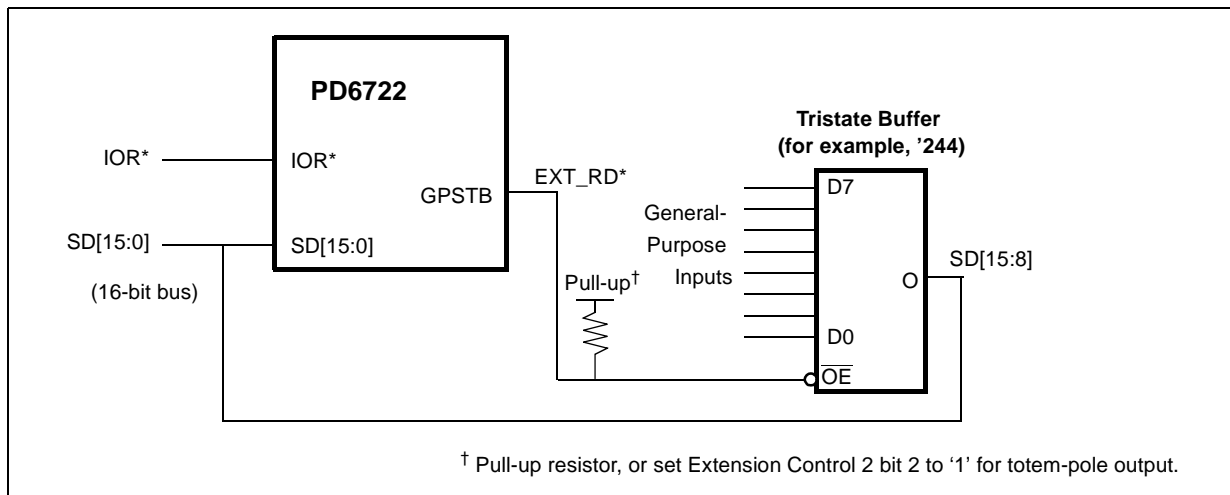 PD6722
IOR*
IOR*
GPSTB
EXT_RD*
SD[15:0]
SD[15:0]
(16-bit bus)
Pull-up†
Tristate Buffer
(for example, ’244)
D7
General-
Purpose
Inputs
D0
O
SD[15:8]
OE
† Pull-up resistor, or set Extension Control 2 bit 2 to ‘1’ for totem-pole output.